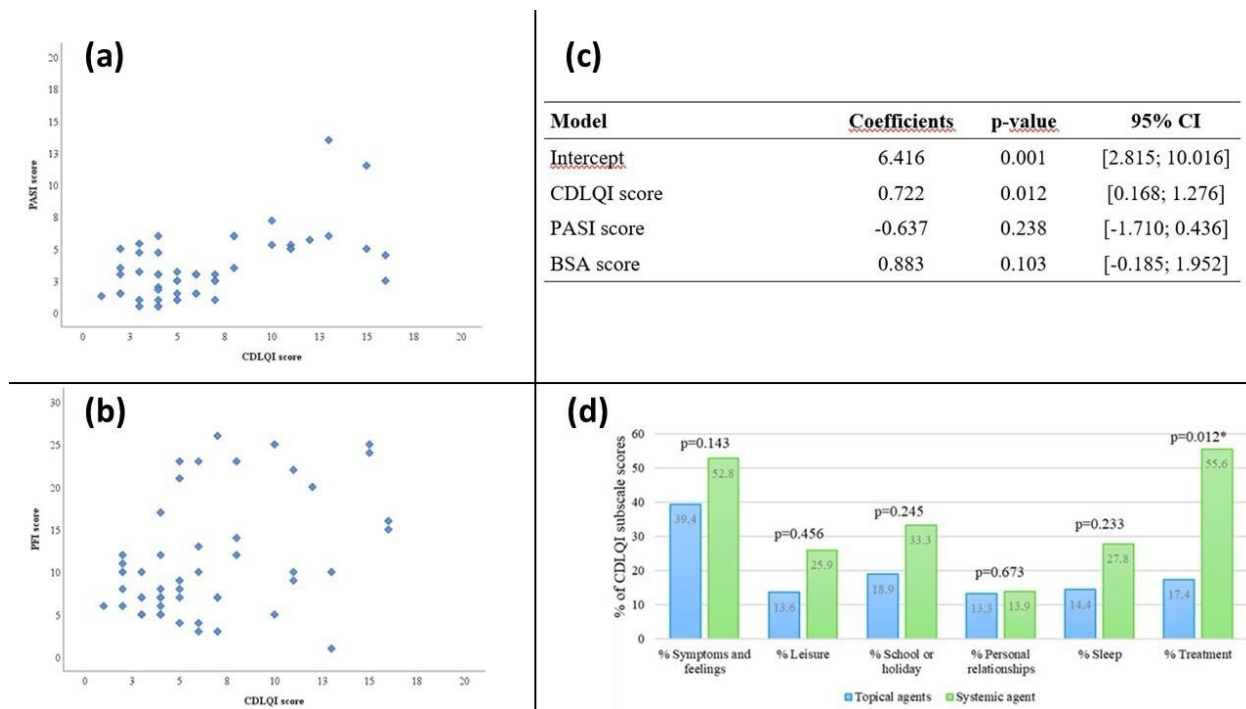 (a)
20
18
15
13
10
8
5
3
0
PASI score
0 3 5 8 10 13 15 18 20
CDLQI score
(b)
30
25
20
15
10
5
0
PFI score
0 3 5 8 10 13 15 18 20
CDLQI score
(c)
Model Coefficients p-value 95% CI
Intercept 6.416 0.001 [2.815; 10.016]
CDLQI score 0.722 0.012 [0.168; 1.276]
PASI score -0.637 0.238 [-1.710; 0.436]
BSA score 0.883 0.103 [-0.185; 1.952]
(d)
% of CDLQI subscale scores
60
50
40
30
20
10
0
p=0.143
p=0.456
p=0.245
p=0.673
p=0.233
p=0.012*
39.4 52.8
13.6 25.9
18.9 33.3
13.3 13.9
14.4 27.8
17.4 55.6
% Symptoms and
feelings
% Leisure
% School or
holiday
% Personal
relationships
% Sleep
% Treatment
Topical agents Systemic agent